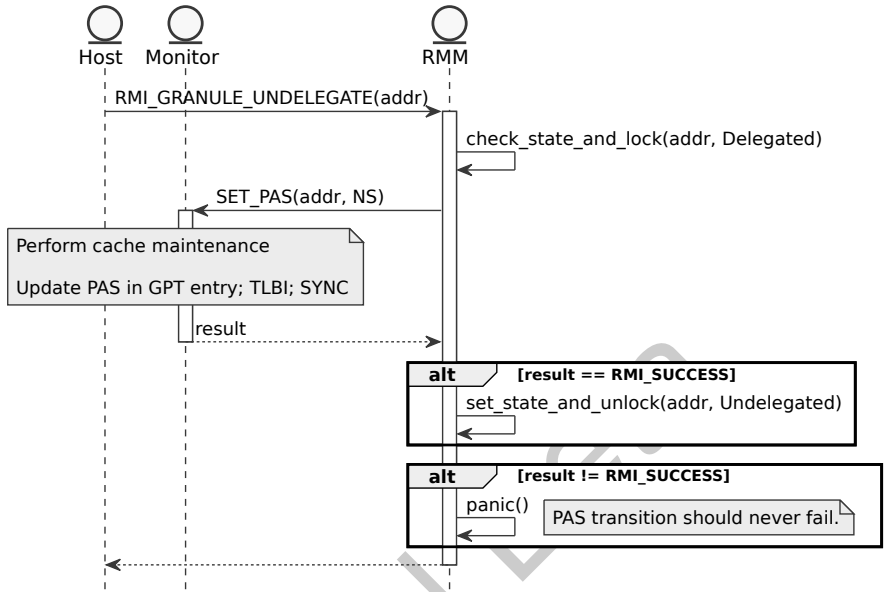 Host
Monitor
RMM
RMI_GRANULE_UNDELEGATE(addr)
check_state_and_lock(addr, Delegated)
SET_PAS(addr, NS)
Perform cache maintenance
Update PAS in GPT entry; TLBI; SYNC
result
alt
[result == RMI_SUCCESS]
set_state_and_unlock(addr, Undelegated)
alt
[result != RMI_SUCCESS]
panic()
PAS transition should never fail.